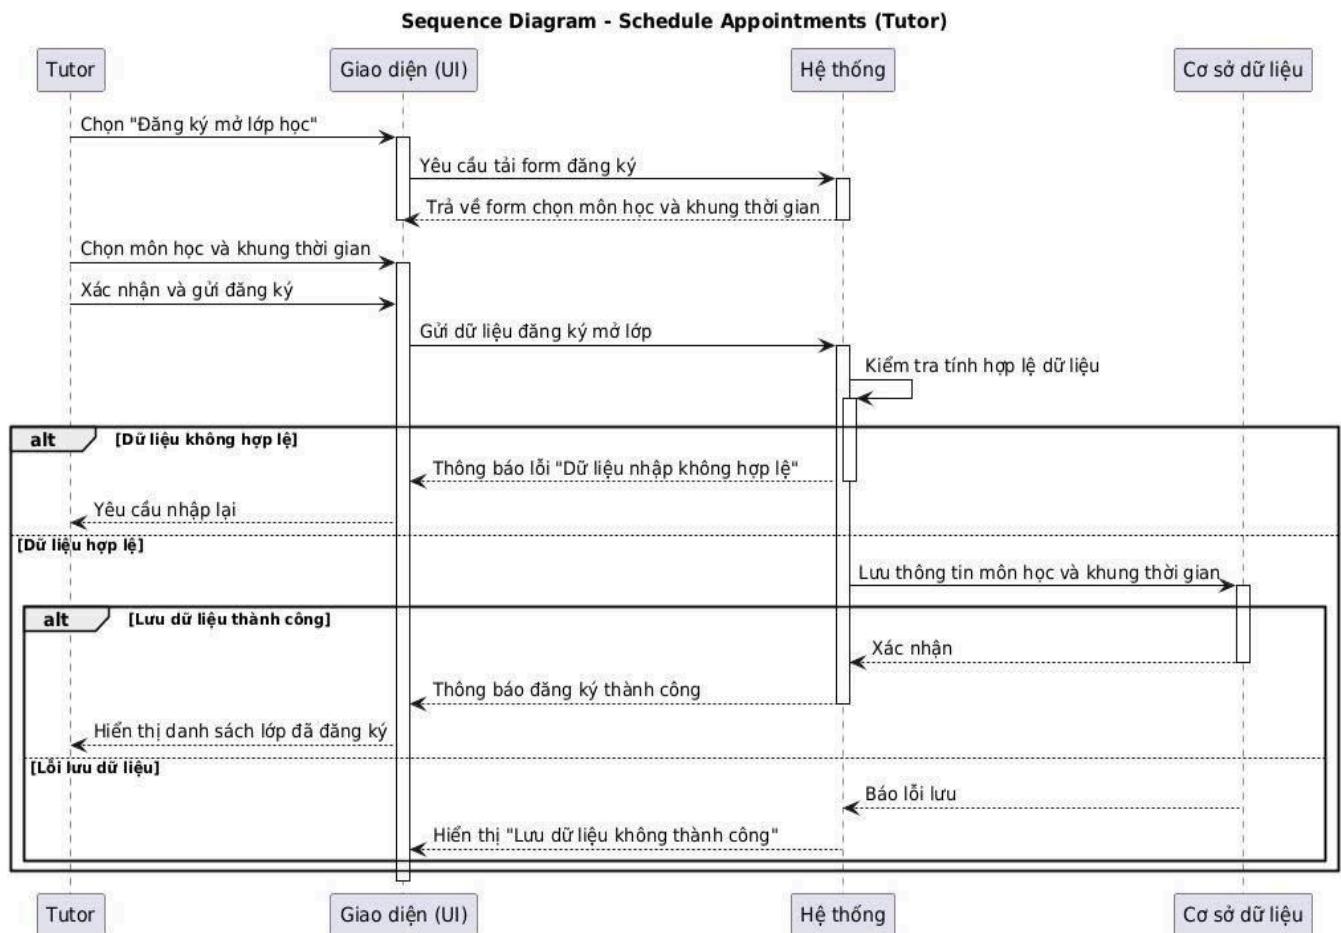 Sequence Diagram - Schedule Appointments (Tutor)
Tutor
Giao diện (UI)
Hệ thống
Cơ sở dữ liệu
Chọn "Đăng ký mở lớp học"
Yêu cầu tải form đăng ký
Trả về form chọn môn học và khung thời gian
Chọn môn học và khung thời gian
Xác nhận và gửi đăng ký
Gửi dữ liệu đăng ký mở lớp
Kiểm tra tính hợp lệ dữ liệu
alt
[Dữ liệu không hợp lệ]
Thông báo lỗi "Dữ liệu nhập không hợp lệ"
Yêu cầu nhập lại
[Dữ liệu hợp lệ]
Lưu thông tin môn học và khung thời gian
alt
[Lưu dữ liệu thành công]
Xác nhận
Thông báo đăng ký thành công
Hiển thị danh sách lớp đã đăng ký
[Lỗi lưu dữ liệu]
Báo lỗi lưu
Hiển thị "Lưu dữ liệu không thành công"
Tutor
Giao diện (UI)
Hệ thống
Cơ sở dữ liệu